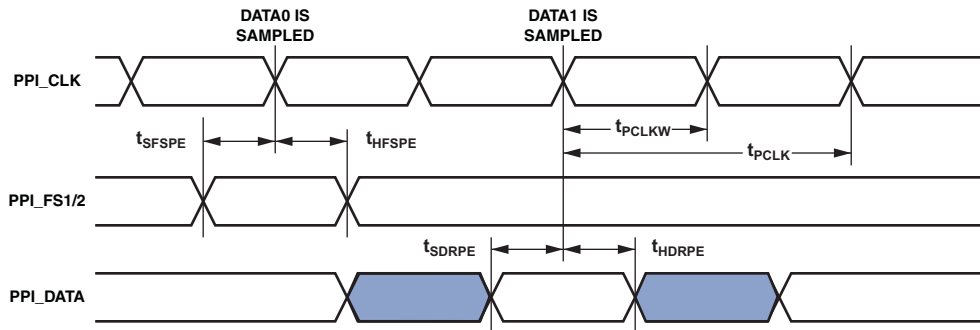 DATA0 IS
SAMPLED
DATA1 IS
SAMPLED
PPI_CLK
tSFSPE
tHFSPE
tPCLKW
tPCLK
PPI_FS1/2
tSDRPE
tHDRPE
PPI_DATA